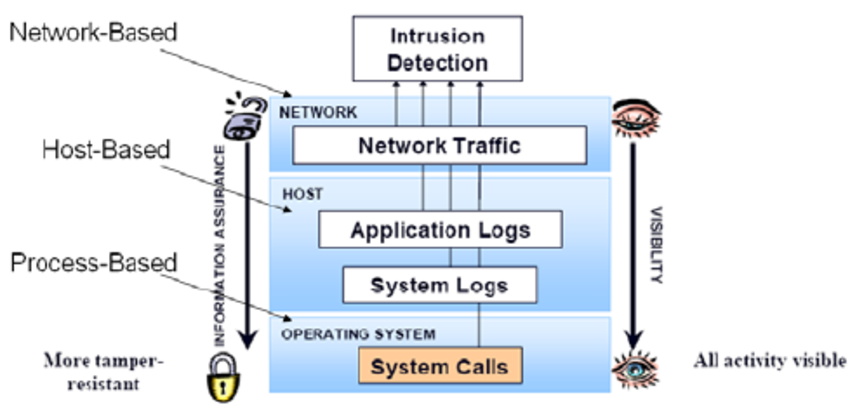 Network-Based
Intrusion
Detection
NETWORK
Network Traffic
Host-Based
HOST
Application Logs
System Logs
Process-Based
OPERATING SYSTEM
System Calls
INFORMATION ASSURANCE
VISIBILITY
More tamper-
resistant
All activity visible